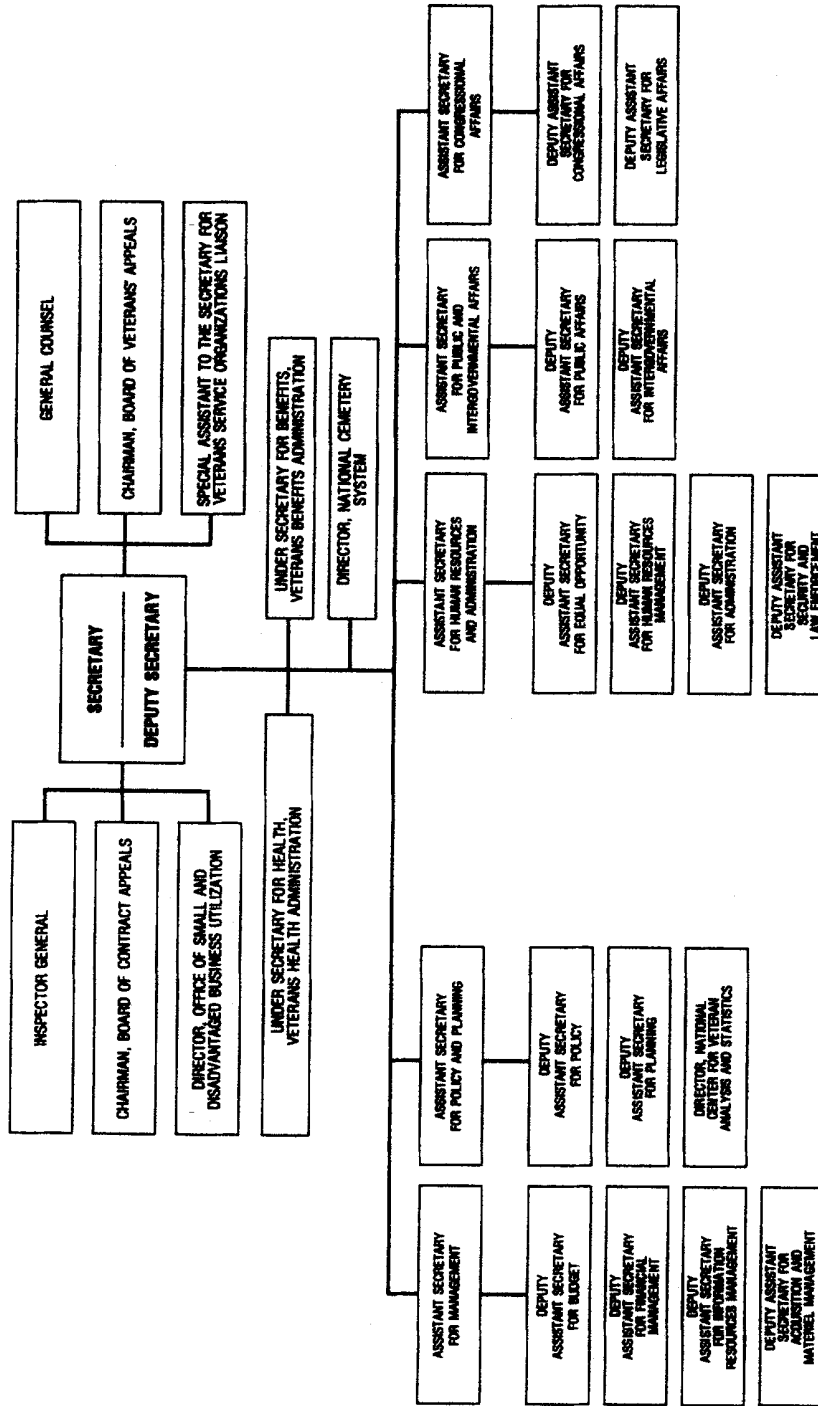 SECRETARY
DEPUTY SECRETARY
INSPECTOR GENERAL
CHAIRMAN, BOARD OF CONTRACT APPEALS
DIRECTOR, OFFICE OF SMALL AND
DISADVANTAGED BUSINESS UTILIZATION
GENERAL COUNSEL
CHAIRMAN, BOARD OF VETERANS' APPEALS
SPECIAL ASSISTANT TO THE SECRETARY FOR
VETERANS SERVICE ORGANIZATIONS LIAISON
UNDER SECRETARY FOR HEALTH,
VETERANS HEALTH ADMINISTRATION
UNDER SECRETARY FOR BENEFITS,
VETERANS BENEFITS ADMINISTRATION
DIRECTOR, NATIONAL CEMETERY
SYSTEM
ASSISTANT SECRETARY
FOR MANAGEMENT
DEPUTY
ASSISTANT SECRETARY
FOR BUDGET
DEPUTY
ASSISTANT SECRETARY
FOR FINANCIAL
MANAGEMENT
DEPUTY
ASSISTANT SECRETARY
FOR INFORMATION
RESOURCES MANAGEMENT
DEPUTY ASSISTANT
SECRETARY FOR
ACQUISITION AND
MATERIEL MANAGEMENT
ASSISTANT SECRETARY
FOR POLICY AND PLANNING
DEPUTY
ASSISTANT SECRETARY
FOR POLICY
DEPUTY
ASSISTANT SECRETARY
FOR PLANNING
DIRECTOR, NATIONAL
CENTER FOR VETERAN
ANALYSIS AND STATISTICS
ASSISTANT SECRETARY
FOR HUMAN RESOURCES
AND ADMINISTRATION
DEPUTY
ASSISTANT SECRETARY
FOR EQUAL OPPORTUNITY
DEPUTY
ASSISTANT SECRETARY
FOR HUMAN RESOURCES
MANAGEMENT
DEPUTY
ASSISTANT SECRETARY
FOR ADMINISTRATION
DEPUTY ASSISTANT
SECRETARY FOR
SECURITY AND
LAW ENFORCEMENT
ASSISTANT SECRETARY
FOR PUBLIC AND
INTERGOVERNMENTAL AFFAIRS
DEPUTY
ASSISTANT SECRETARY
FOR PUBLIC AFFAIRS
DEPUTY
ASSISTANT SECRETARY
FOR INTERGOVERNMENTAL
AFFAIRS
ASSISTANT SECRETARY
FOR CONGRESSIONAL
AFFAIRS
DEPUTY ASSISTANT
SECRETARY FOR
CONGRESSIONAL AFFAIRS
DEPUTY ASSISTANT
SECRETARY FOR
LEGISLATIVE AFFAIRS